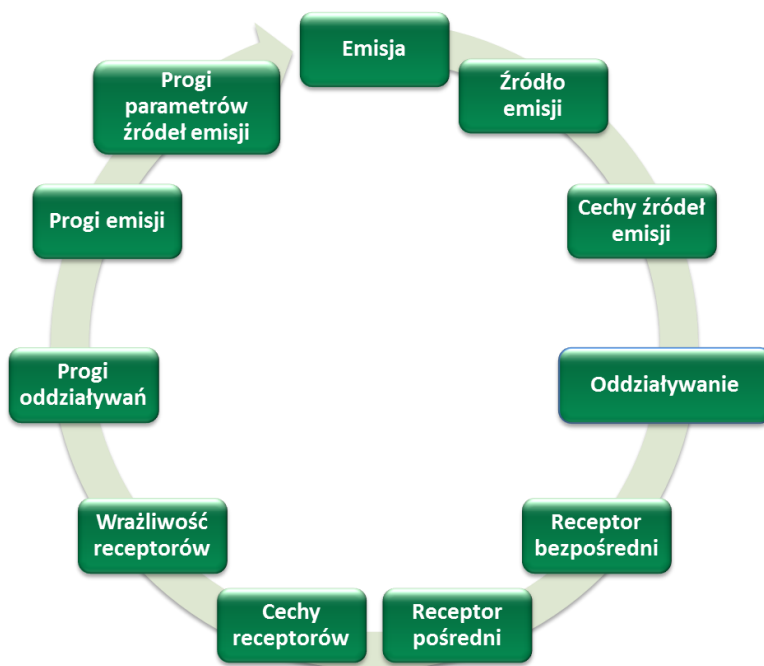 Emisja
Źródło
emisji
Cechy źródeł
emisji
Oddziaływanie
Receptor
bezpośredni
Receptor
pośredni
Cechy
receptorów
Wrażliwość
receptorów
Progi
oddziaływań
Progi emisji
Progi
parametrów
źródeł emisji